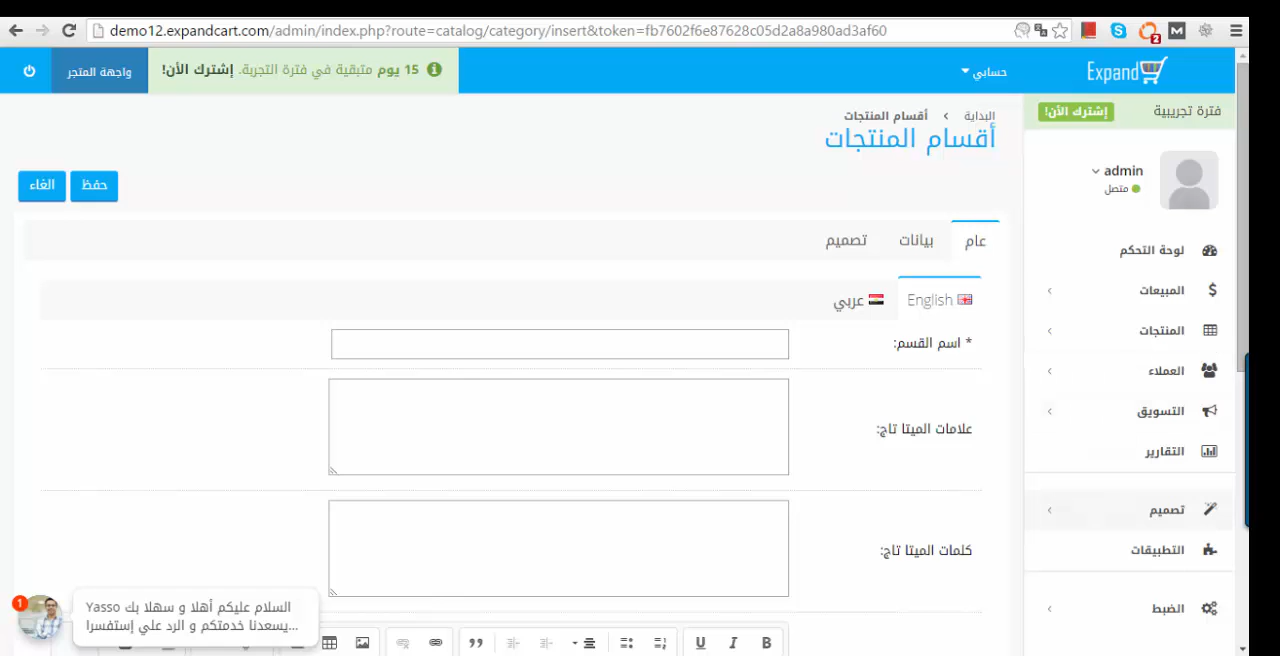 demo12.expandcart.com/admin/index.php?route=catalog/category/insert&token=fb7602f6e87628c05d2a8a980ad3af60
2
M
Expand
حسابي
15 يوم متبقية في فترة التجربة. إشترك الأن!
واجهة المتجر
فترة تجريبية
إشترك الأن!
admin
متصل
لوحة التحكم
المبيعات
المنتجات
العملاء
التسويق
التقارير
تصميم
التطبيقات
الضبط
البداية › أقسام المنتجات
أقسام المنتجات
حفظ
الغاء
عام
بيانات
تصميم
English
عربي
* اسم القسم:
علامات الميتا تاج:
كلمات الميتا تاج:
B I U
1
السلام عليكم أهلا و سهلا بك Yasso
يسعدنا خدمتكم و الرد علي إستفسرا...